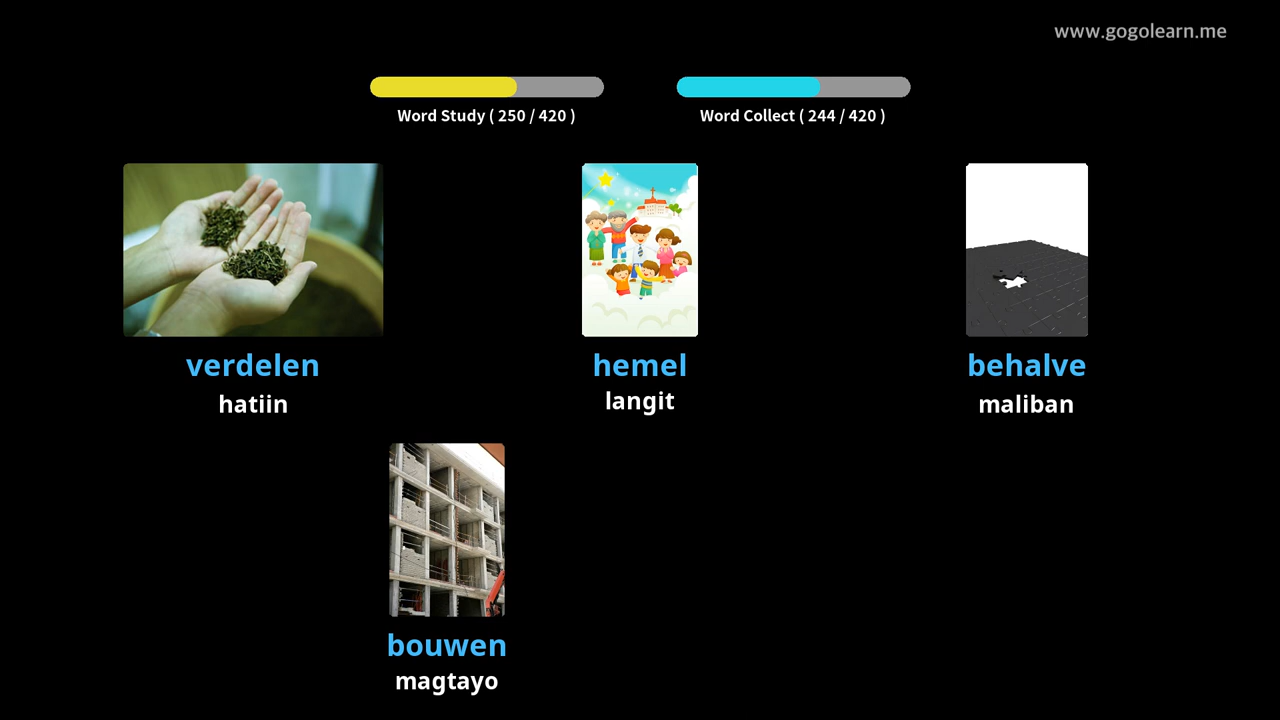 www.gogolearn.me
Word Study ( 250 / 420 )
Word Collect ( 244 / 420 )
verdelen
hatiin
hemel
langit
behalve
maliban
bouwen
magtayo